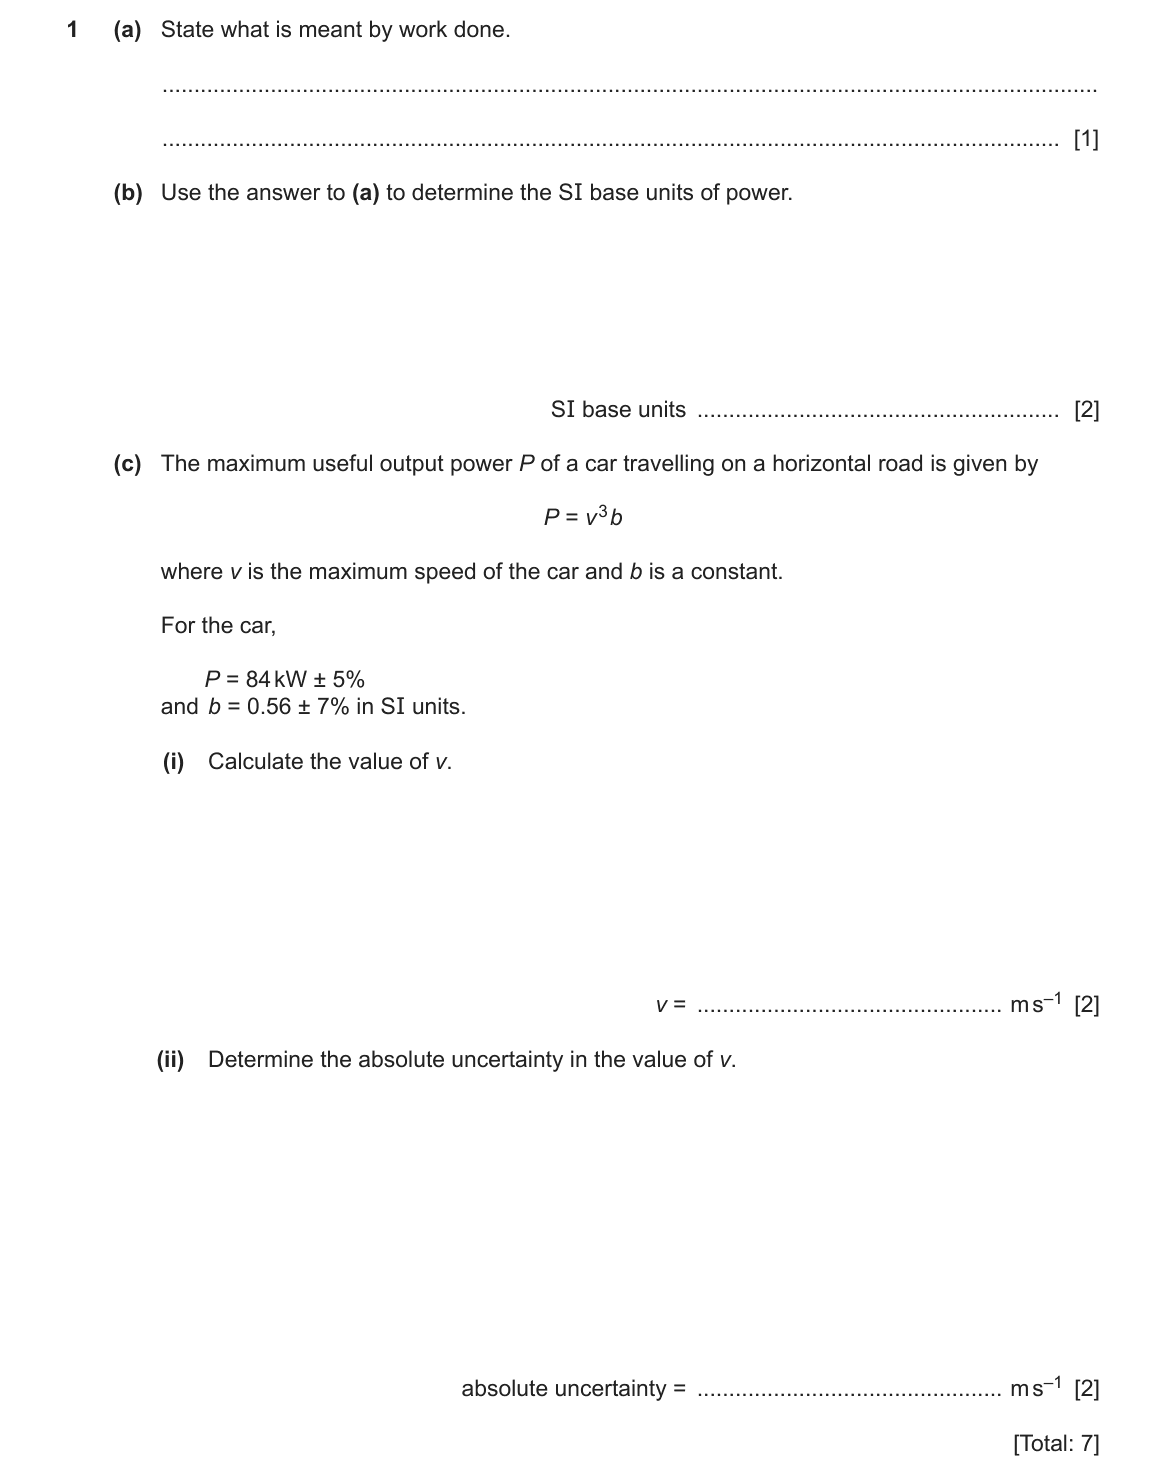 1 (a) State what is meant by work done.
..........................................................................................................................................
.................................................................................................................................... [1]
(b) Use the answer to (a) to determine the SI base units of power.
SI base units ......................................................... [2]
(c) The maximum useful output power P of a car travelling on a horizontal road is given by
P = v³b
where v is the maximum speed of the car and b is a constant.
For the car,
P = 84 kW ± 5%
and b = 0.56 ± 7% in SI units.
(i) Calculate the value of v.
v = ................................................ m s⁻¹ [2]
(ii) Determine the absolute uncertainty in the value of v.
absolute uncertainty = ................................................ m s⁻¹ [2]
[Total: 7]